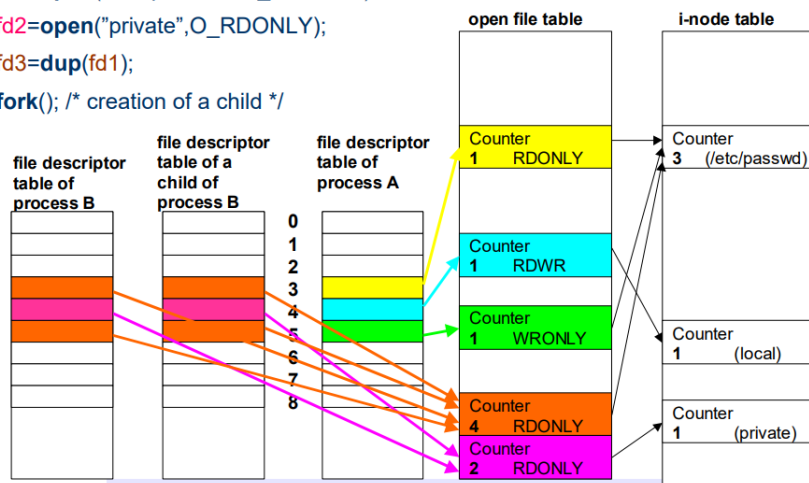 fd2=open("private",O_RDONLY);
fd3=dup(fd1);
fork(); /* creation of a child */
file descriptor
table of
process B
file descriptor
table of a
child of
process B
file descriptor
table of
process A
open file table
i-node table
0
1
2
3
4
5
6
7
8
Counter
1 RDONLY
Counter
1 RDWR
Counter
1 WRONLY
Counter
4 RDONLY
Counter
2 RDONLY
Counter
3 (/etc/passwd)
Counter
1 (local)
Counter
1 (private)